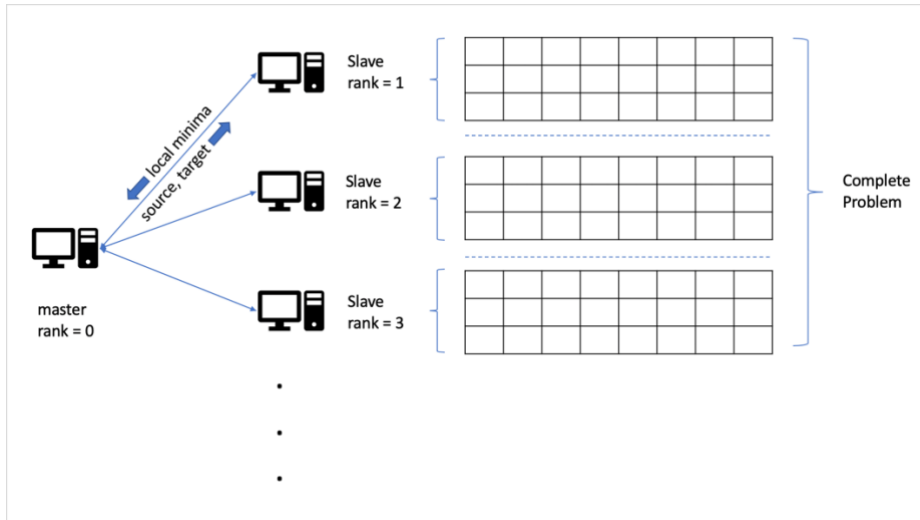 Slave
rank = 1
local minima
source, target
Slave
rank = 2
Complete
Problem
master
rank = 0
Slave
rank = 3